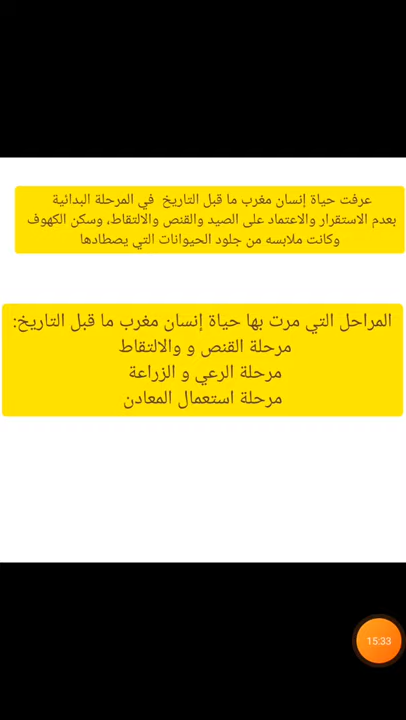 عرفت حياة إنسان مغرب ما قبل التاريخ في المرحلة البدائية
بعدم الاستقرار والاعتماد على الصيد والقنص والالتقاط، وسكن الكهوف
وكانت ملابسه من جلود الحيوانات التي يصطادها
المراحل التي مرت بها حياة إنسان مغرب ما قبل التاريخ:
مرحلة القنص و والالتقاط
مرحلة الرعي و الزراعة
مرحلة استعمال المعادن
15:33